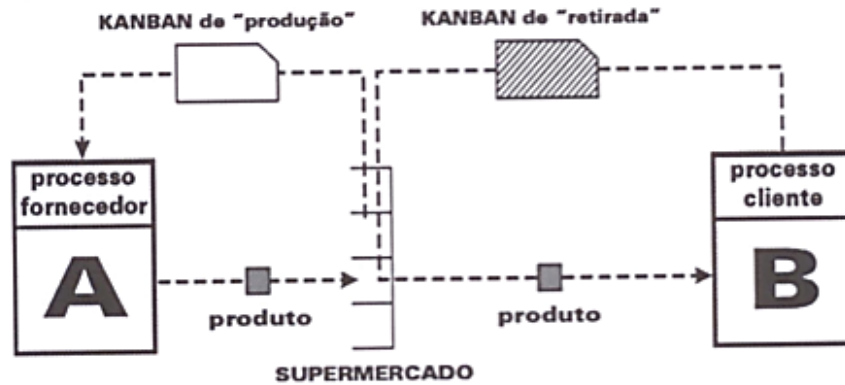 KANBAN de "produção"
KANBAN de "retirada"
processo
fornecedor
A
processo
cliente
B
produto
produto
SUPERMERCADO